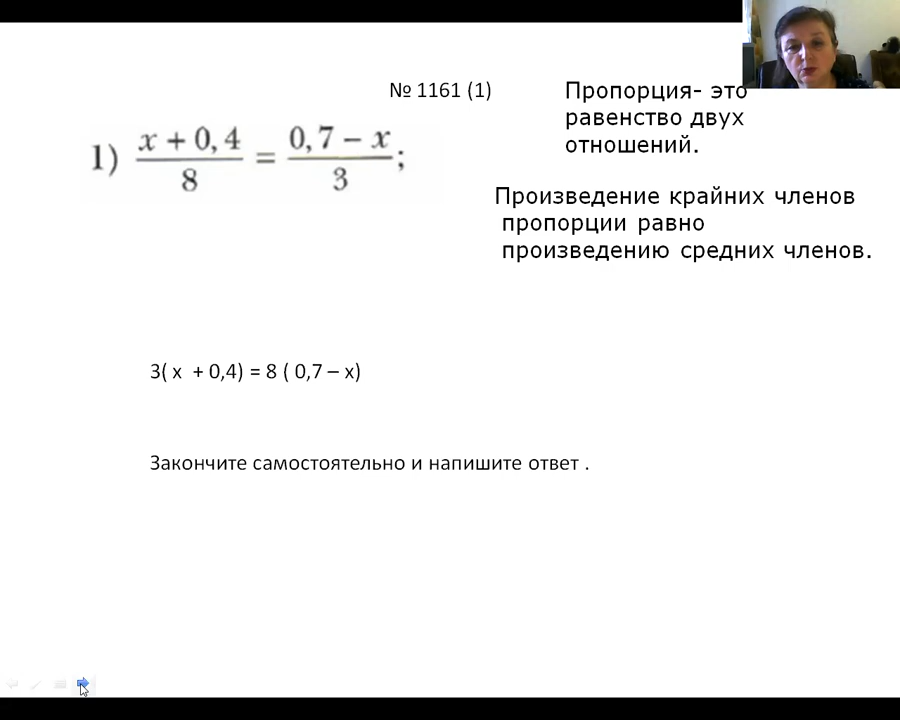 № 1161 (1)
Пропорция- это
равенство двух
отношений.
1) x + 0,4 / 8 = 0,7 − x / 3 ;
Произведение крайних членов
пропорции равно
произведению средних членов.
3( х + 0,4) = 8 ( 0,7 – х)
Закончите самостоятельно и напишите ответ .